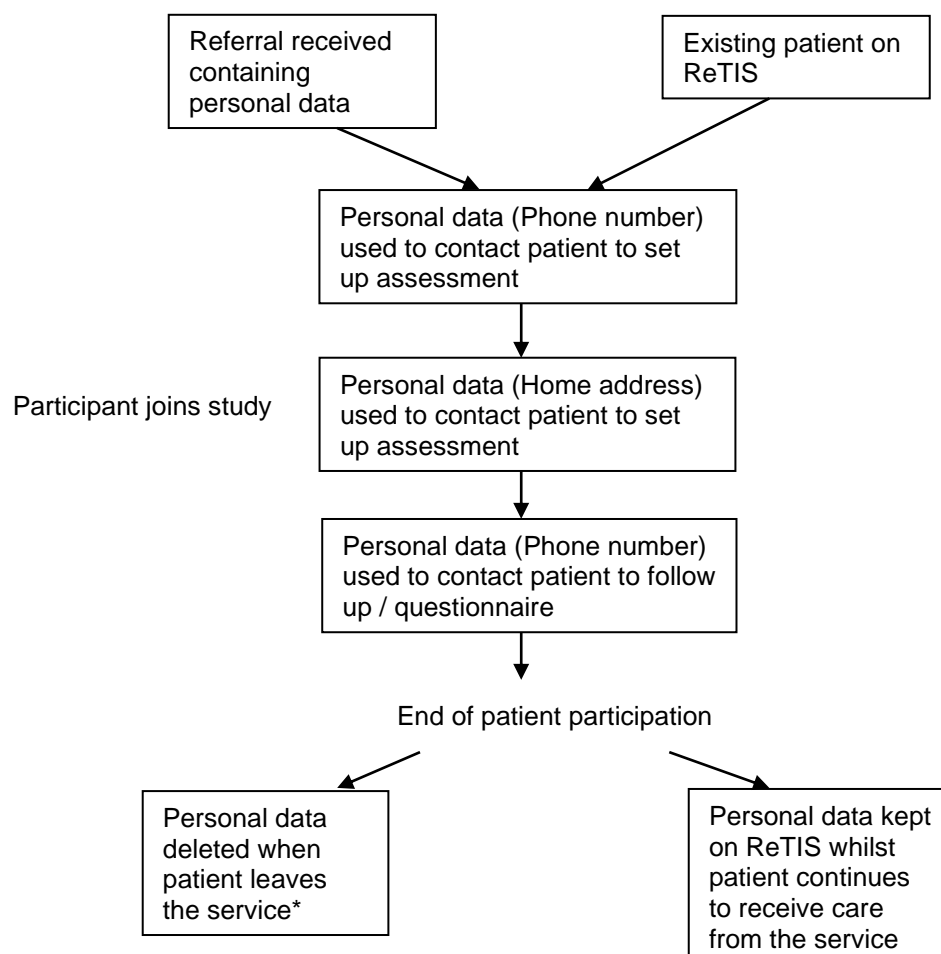 Referral received
containing
personal data
Existing patient on
ReTIS
Personal data (Phone number)
used to contact patient to set
up assessment
Participant joins study
Personal data (Home address)
used to contact patient to set
up assessment
Personal data (Phone number)
used to contact patient to follow
up / questionnaire
End of patient participation
Personal data
deleted when
patient leaves
the service*
Personal data kept
on ReTIS whilst
patient continues
to receive care
from the service